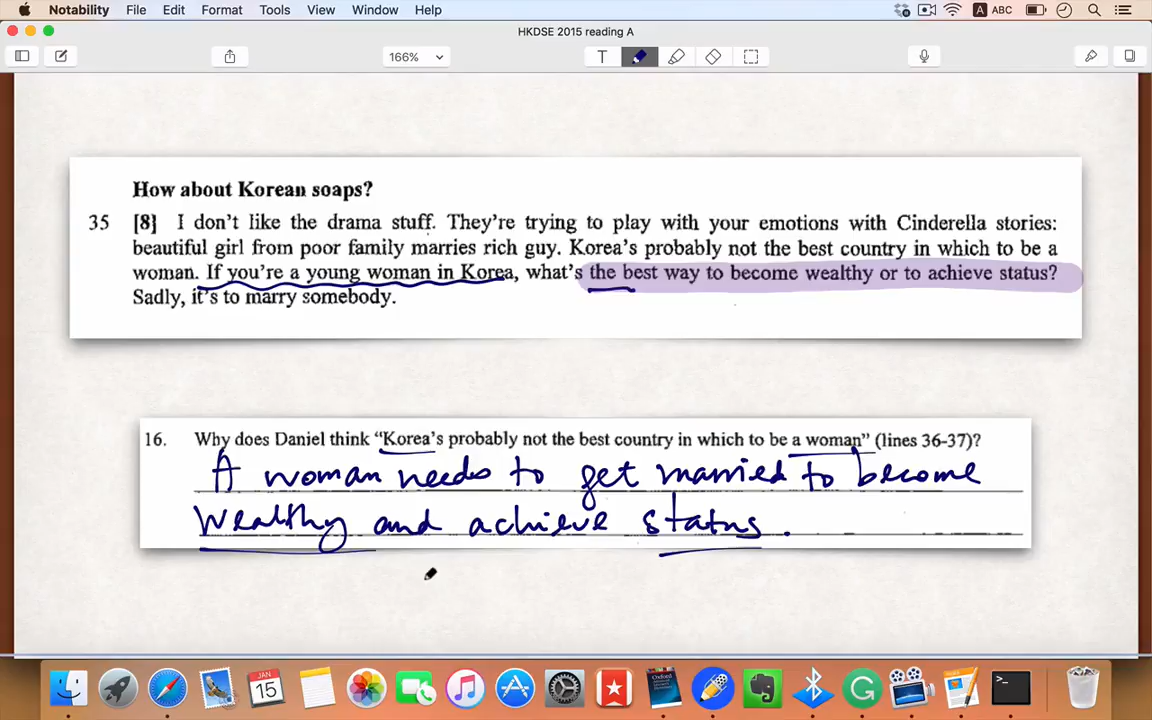 Notability File Edit Format Tools View Window Help A ABC
HKDSE 2015 reading A
166% T
How about Korean soaps?
35 [8] I don't like the drama stuff. They're trying to play with your emotions with Cinderella stories:
beautiful girl from poor family marries rich guy. Korea's probably not the best country in which to be a
woman. If you're a young woman in Korea, what's the best way to become wealthy or to achieve status?
Sadly, it's to marry somebody.
16. Why does Daniel think "Korea's probably not the best country in which to be a woman" (lines 36-37)?
A woman needs to get married to become
wealthy and achieve status.
JAN
15
Oxford